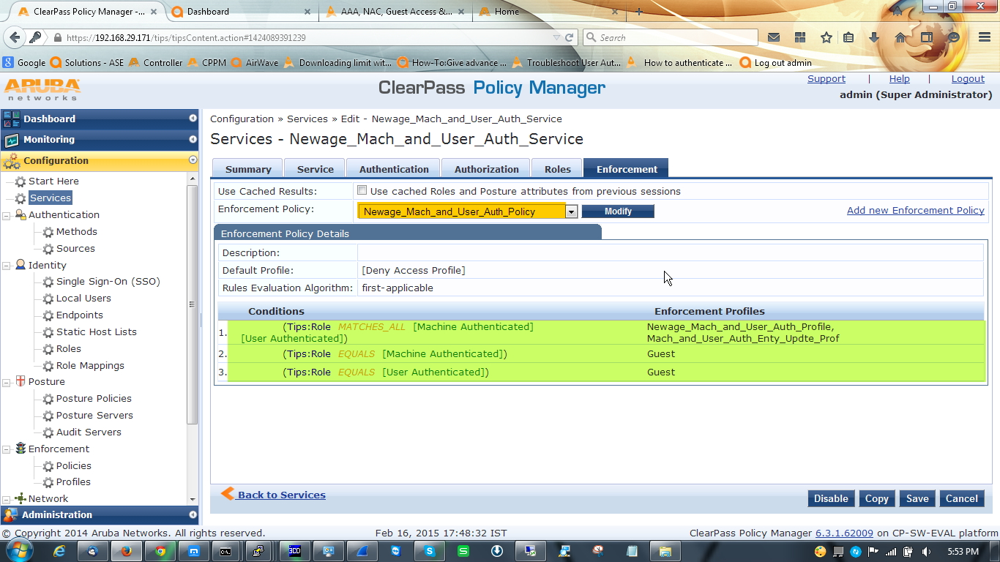 ClearPass Policy Manager -...
Dashboard
AAA, NAC, Guest Access &...
Home
https://192.168.29.171/tips/tipsContent.action#1424089391239
Search
Google
Solutions - ASE
Controller
CPPM
AirWave
Downloading limit wit...
How-To:Give advance ...
Troubleshoot User Aut...
How to authenticate ...
Log out admin
ARUBA
networks
ClearPass Policy Manager
Support | Help | Logout
admin (Super Administrator)
Dashboard
Monitoring
Configuration
Start Here
Services
Authentication
Methods
Sources
Identity
Single Sign-On (SSO)
Local Users
Endpoints
Static Host Lists
Roles
Role Mappings
Posture
Posture Policies
Posture Servers
Audit Servers
Enforcement
Policies
Profiles
Network
Administration
Configuration » Services » Edit - Newage_Mach_and_User_Auth_Service
Services - Newage_Mach_and_User_Auth_Service
Summary Service Authentication Authorization Roles Enforcement
Use Cached Results: Use cached Roles and Posture attributes from previous sessions
Enforcement Policy: Newage_Mach_and_User_Auth_Policy Modify Add new Enforcement Policy
Enforcement Policy Details
Description:
Default Profile: [Deny Access Profile]
Rules Evaluation Algorithm: first-applicable
Conditions Enforcement Profiles
1. (Tips:Role MATCHES_ALL [Machine Authenticated] Newage_Mach_and_User_Auth_Profile,
[User Authenticated]) Mach_and_User_Auth_Enty_Updte_Prof
2. (Tips:Role EQUALS [Machine Authenticated]) Guest
3. (Tips:Role EQUALS [User Authenticated]) Guest
Back to Services Disable Copy Save Cancel
© Copyright 2014 Aruba Networks. All rights reserved. Feb 16, 2015 17:48:32 IST ClearPass Policy Manager 6.3.1.62009 on CP-SW-EVAL platform
5:53 PM